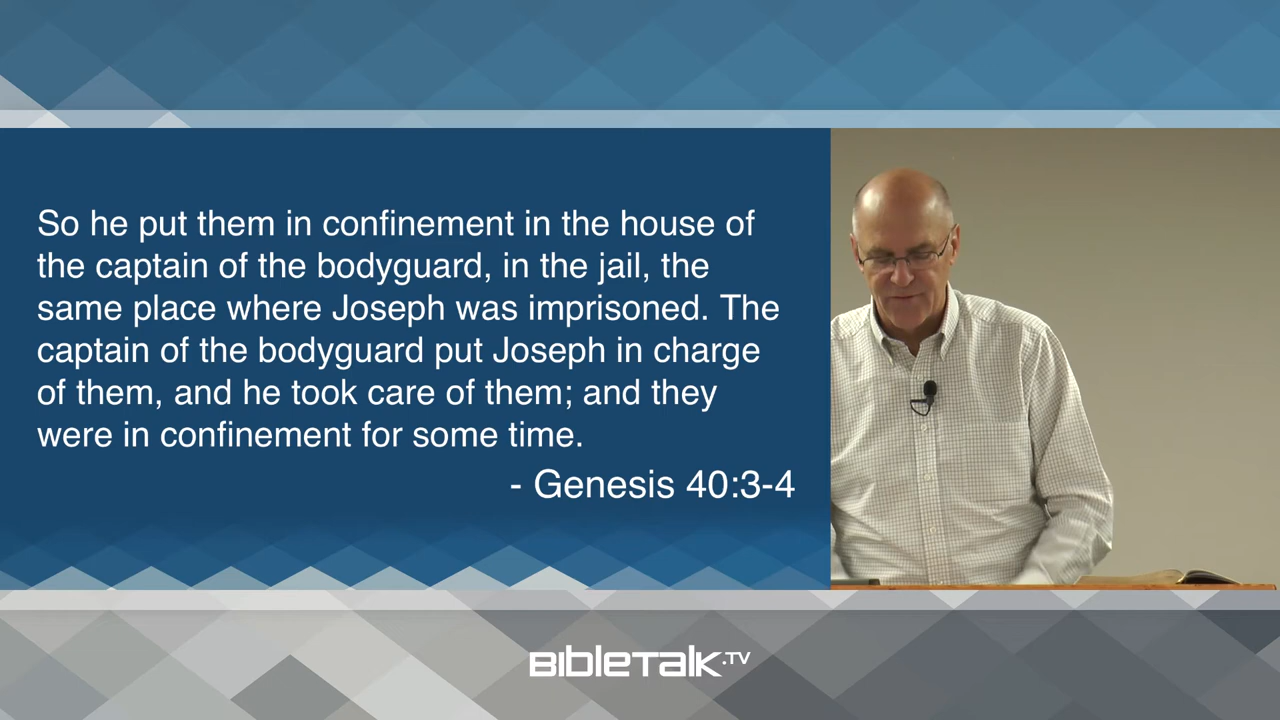 So he put them in confinement in the house of
the captain of the bodyguard, in the jail, the
same place where Joseph was imprisoned. The
captain of the bodyguard put Joseph in charge
of them, and he took care of them; and they
were in confinement for some time.
- Genesis 40:3-4
BIBLETALK.TV